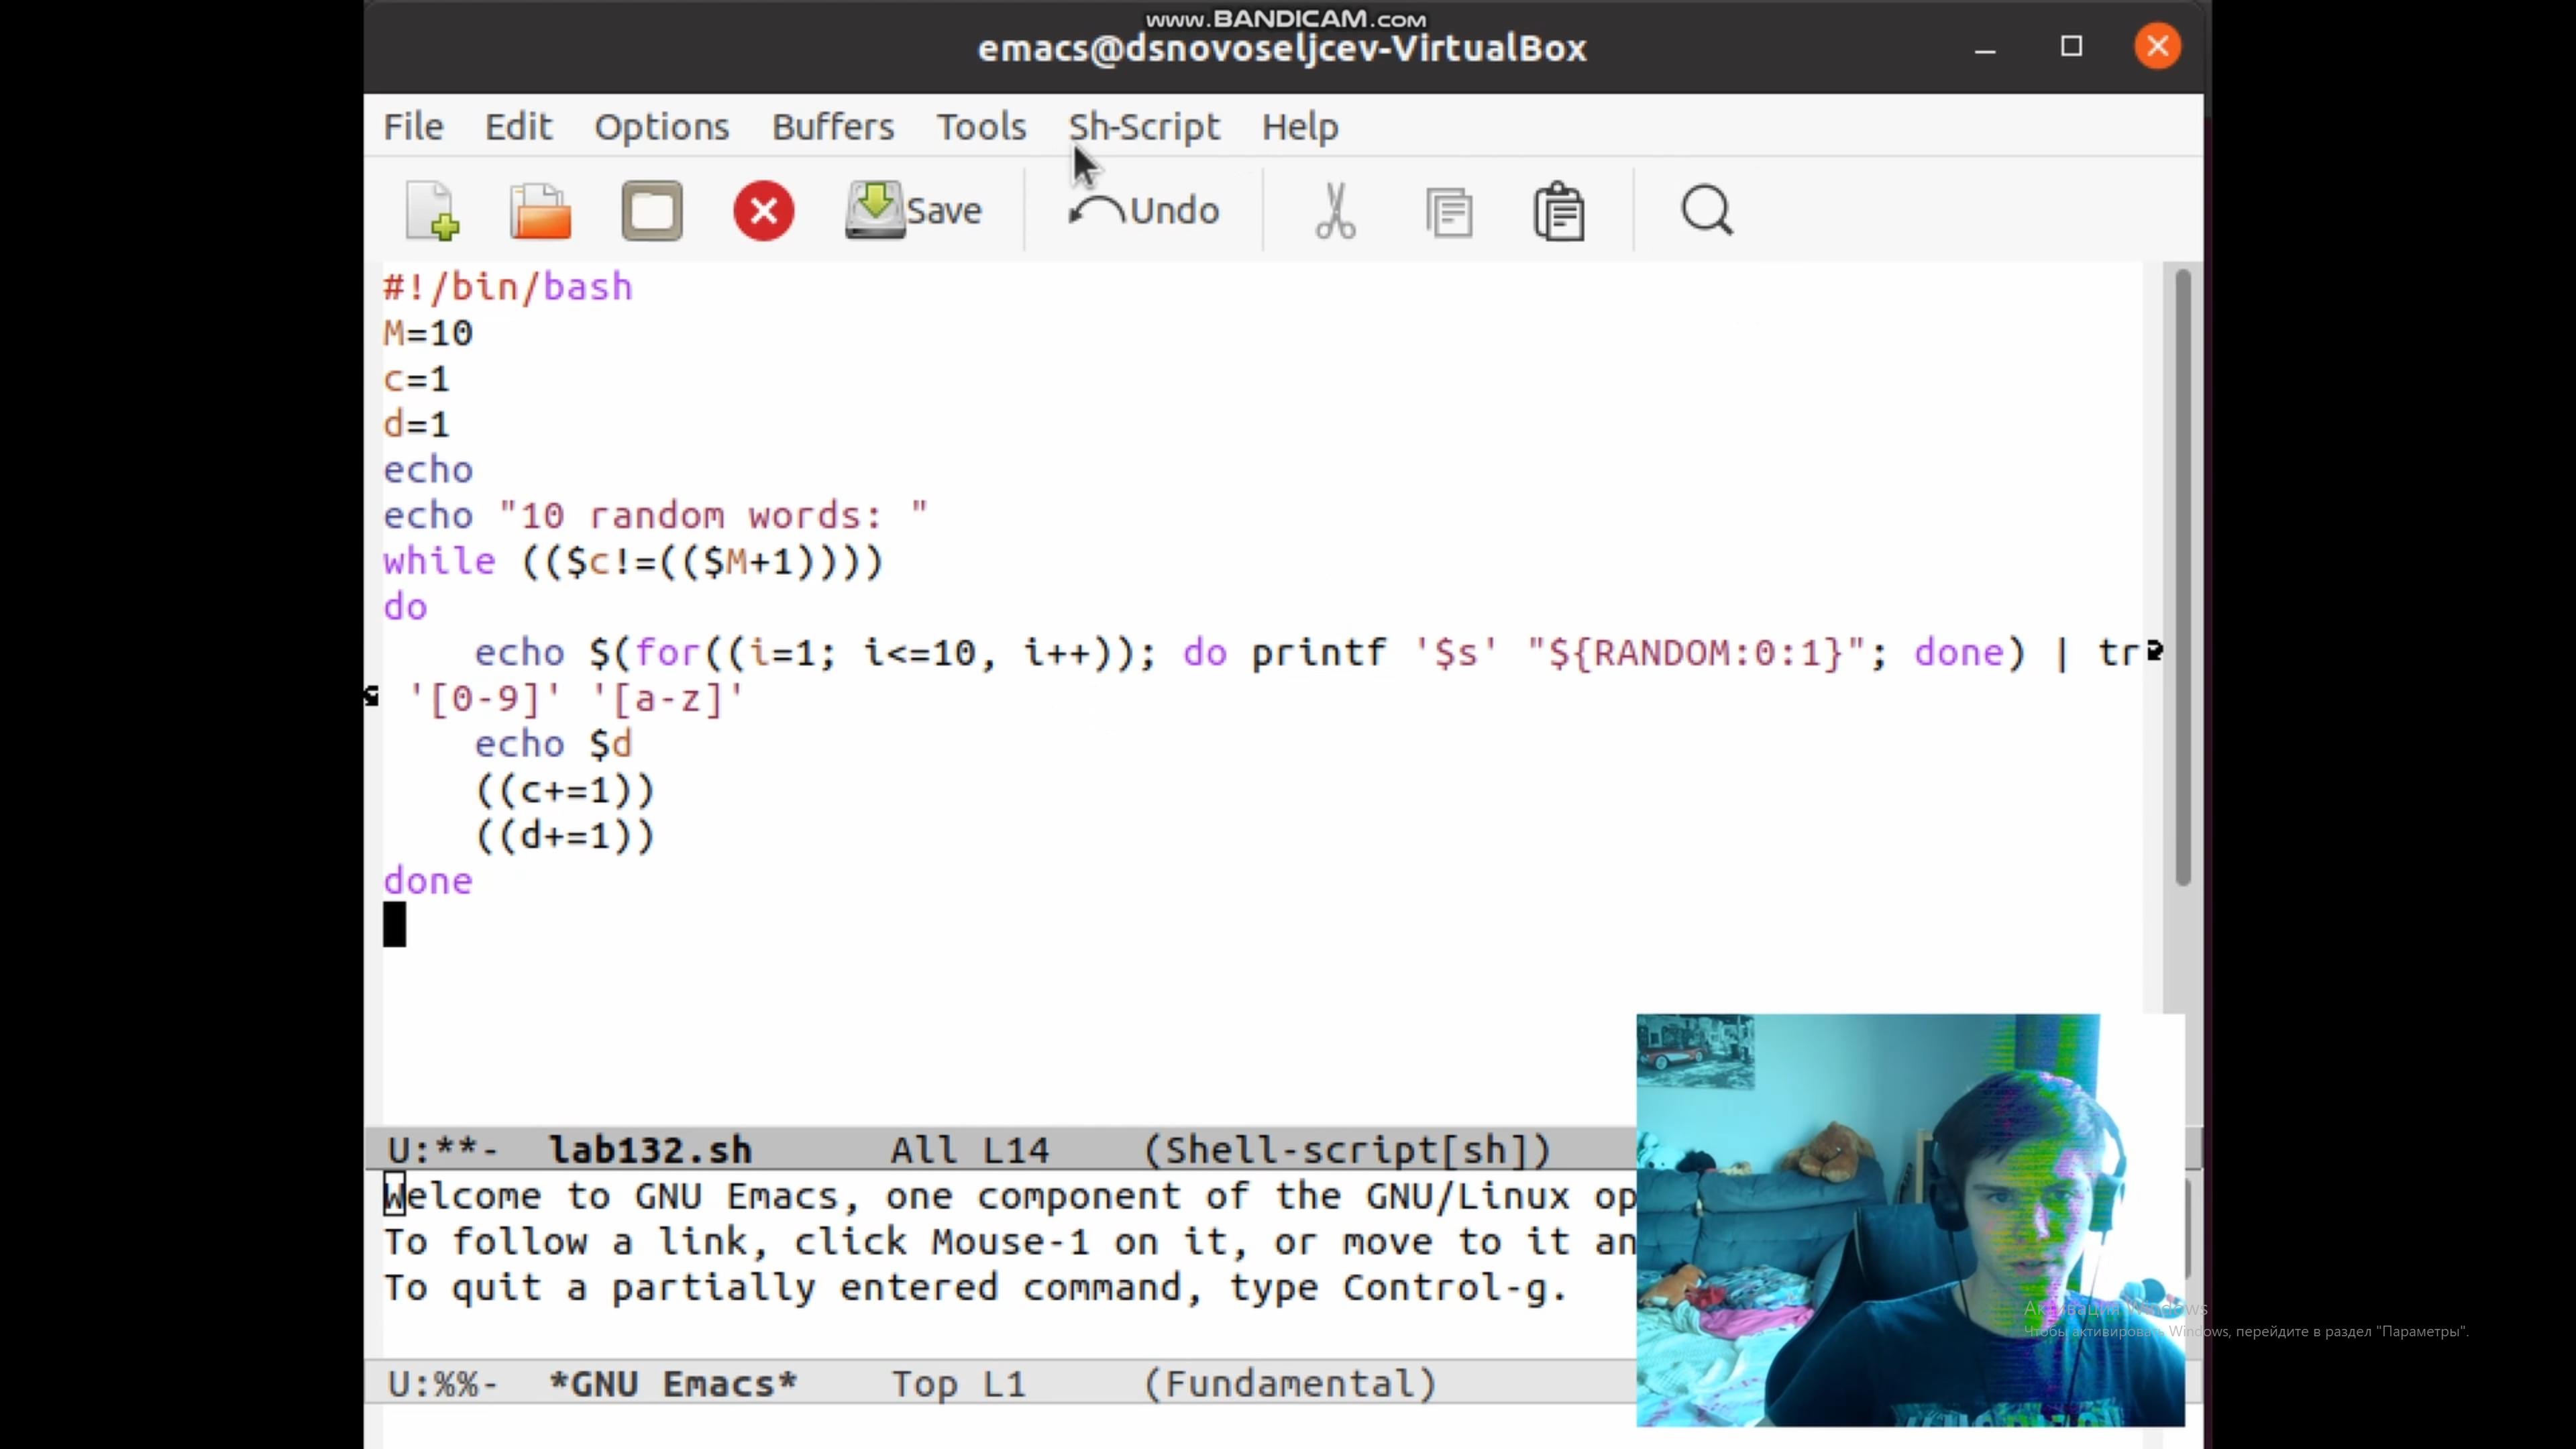 www.BANDICAM.com
emacs@dsnovoseljcev-VirtualBox
File Edit Options Buffers Tools Sh-Script Help
Save Undo
#!/bin/bash
M=10
c=1
d=1
echo
echo "10 random words: "
while (($c!=(($M+1))))
do
    echo $(for((i=1; i<=10, i++)); do printf '$s' "${RANDOM:0:1}"; done) | tr
 '[0-9]' '[a-z]'
    echo $d
    ((c+=1))
    ((d+=1))
done
U:**-  lab132.sh      All L14    (Shell-script[sh])
Welcome to GNU Emacs, one component of the GNU/Linux op
To follow a link, click Mouse-1 on it, or move to it an
To quit a partially entered command, type Control-g.
Активация Windows
Чтобы активировать Windows, перейдите в раздел "Параметры".
U:%%-  *GNU Emacs*    Top L1     (Fundamental)